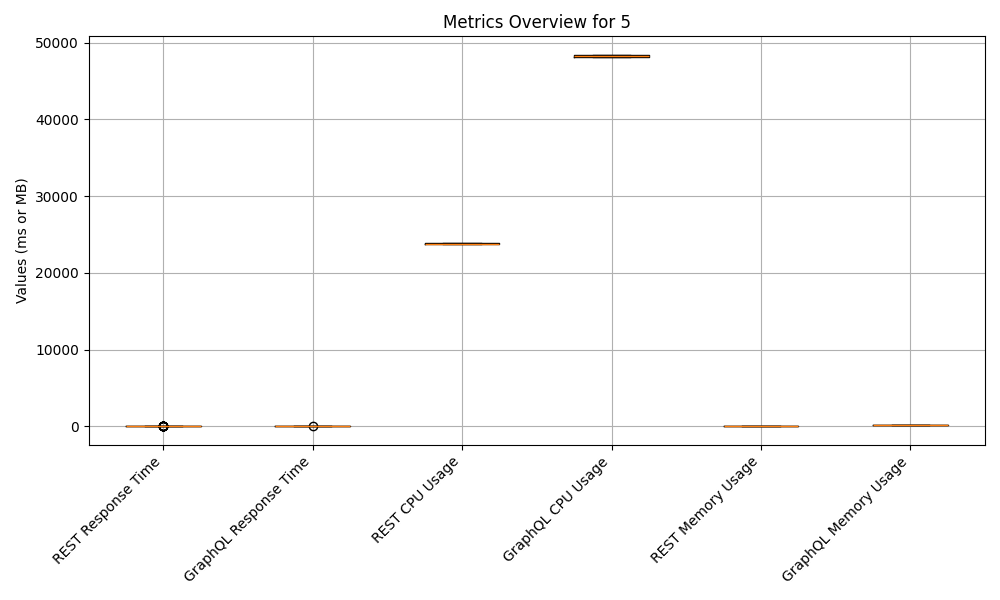 Metrics Overview for 5
Values (ms or MB)
50000
40000
30000
20000
10000
0
REST Response Time
GraphQL Response Time
REST CPU Usage
GraphQL CPU Usage
REST Memory Usage
GraphQL Memory Usage